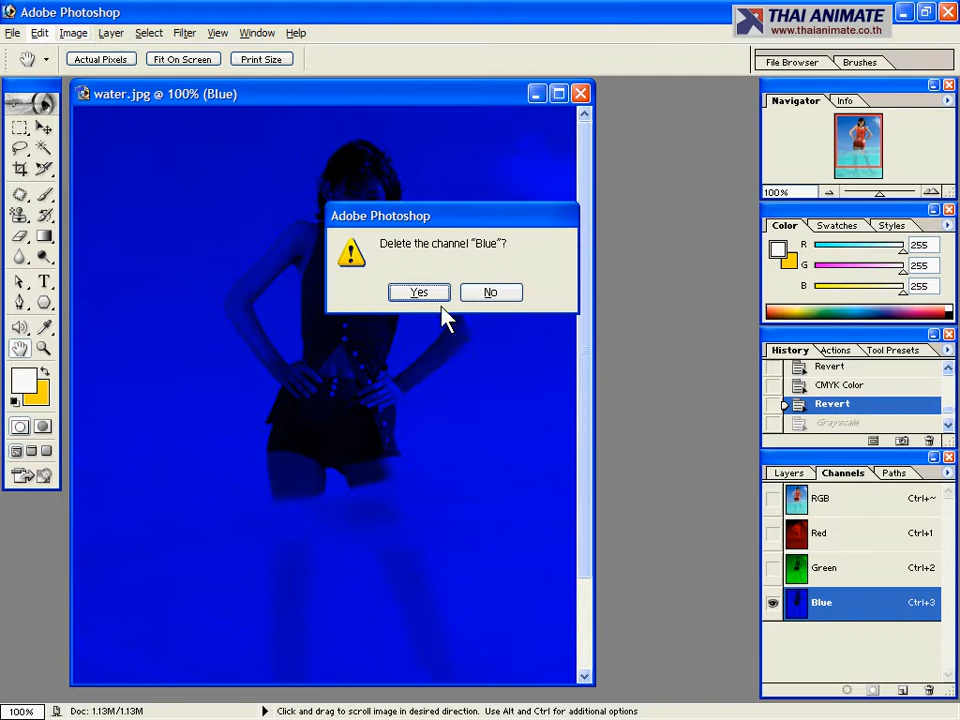 Adobe Photoshop
THAI ANIMATE
www.thaianimate.co.th
File Edit Image Layer Select Filter View Window Help
Actual Pixels Fit On Screen Print Size
File Browser Brushes
water.jpg @ 100% (Blue)
Navigator Info
100%
Adobe Photoshop
Delete the channel "Blue"?
Yes No
Color Swatches Styles
R 255
G 255
B 255
History Actions Tool Presets
Revert
CMYK Color
Revert
Grayscale
Layers Channels Paths
RGB Ctrl+~
Red Ctrl+1
Green Ctrl+2
Blue Ctrl+3
100% Doc: 1.13M/1.13M Click and drag to scroll image in desired direction. Use Alt and Ctrl for additional options